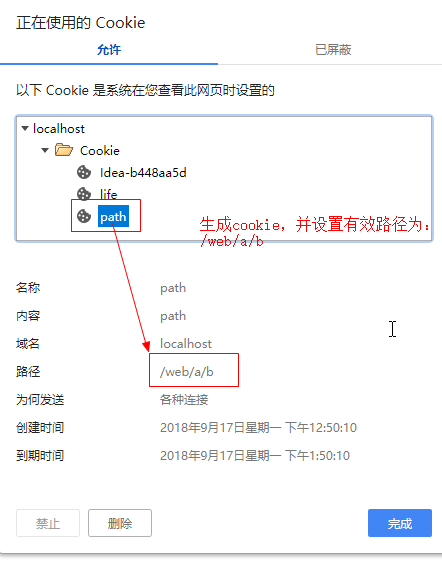 正在使用的 Cookie
允许 已屏蔽
以下 Cookie 是系统在您查看此网页时设置的
localhost
Cookie
Idea-b448aa5d
life
path
生成cookie，并设置有效路径为：
/web/a/b
名称 path
内容 path
域名 localhost
路径 /web/a/b
为何发送 各种连接
创建时间 2018年9月17日星期一 下午12:50:10
到期时间 2018年9月17日星期一 下午1:50:10
禁止 删除 完成